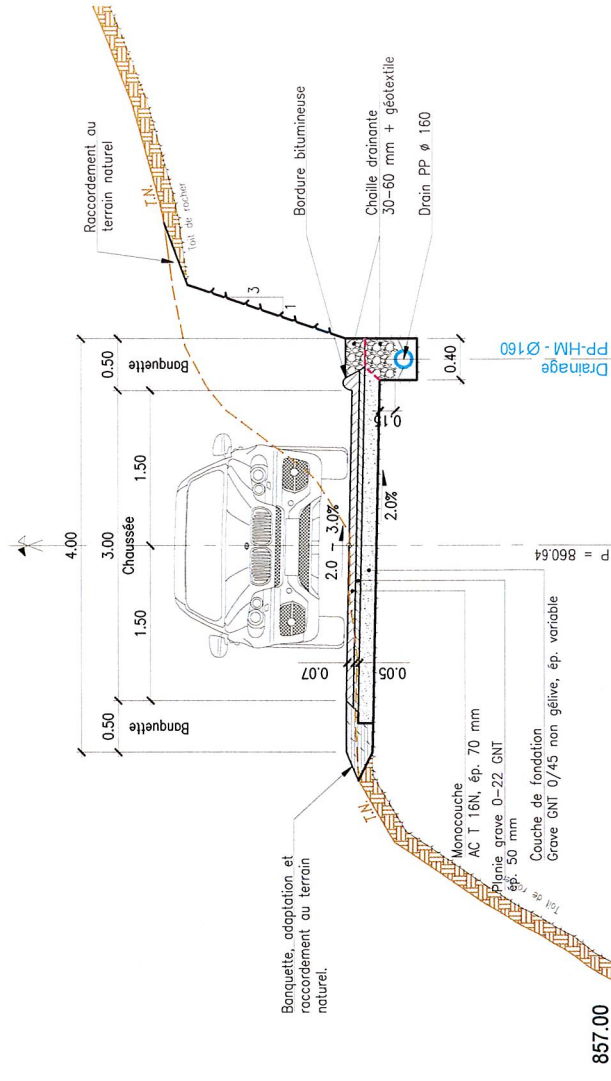 Raccordement au
terrain naturel
T.N.
Toit de rocher
3
1
4.00
0.50
3.00
0.50
Banquette
Chaussée
Banquette
1.50
1.50
Bordure bitumineuse
Chaille drainante
30-60 mm + géotextile
Drain PP ø 160
2.0 - 3.0%
2.0%
0.07
0.05
0.15
0.40
Drainage
PP-HM - Ø160
P = 860.64
Banquette, adaptation et
raccordement au terrain
naturel.
T.N.
Toit de rocher
Monocouche
AC T 16N, ép. 70 mm
Planie grave 0-22 GNT
ép. 50 mm
Couche de fondation
Grave GNT 0/45 non gélive, ép. variable
857.00